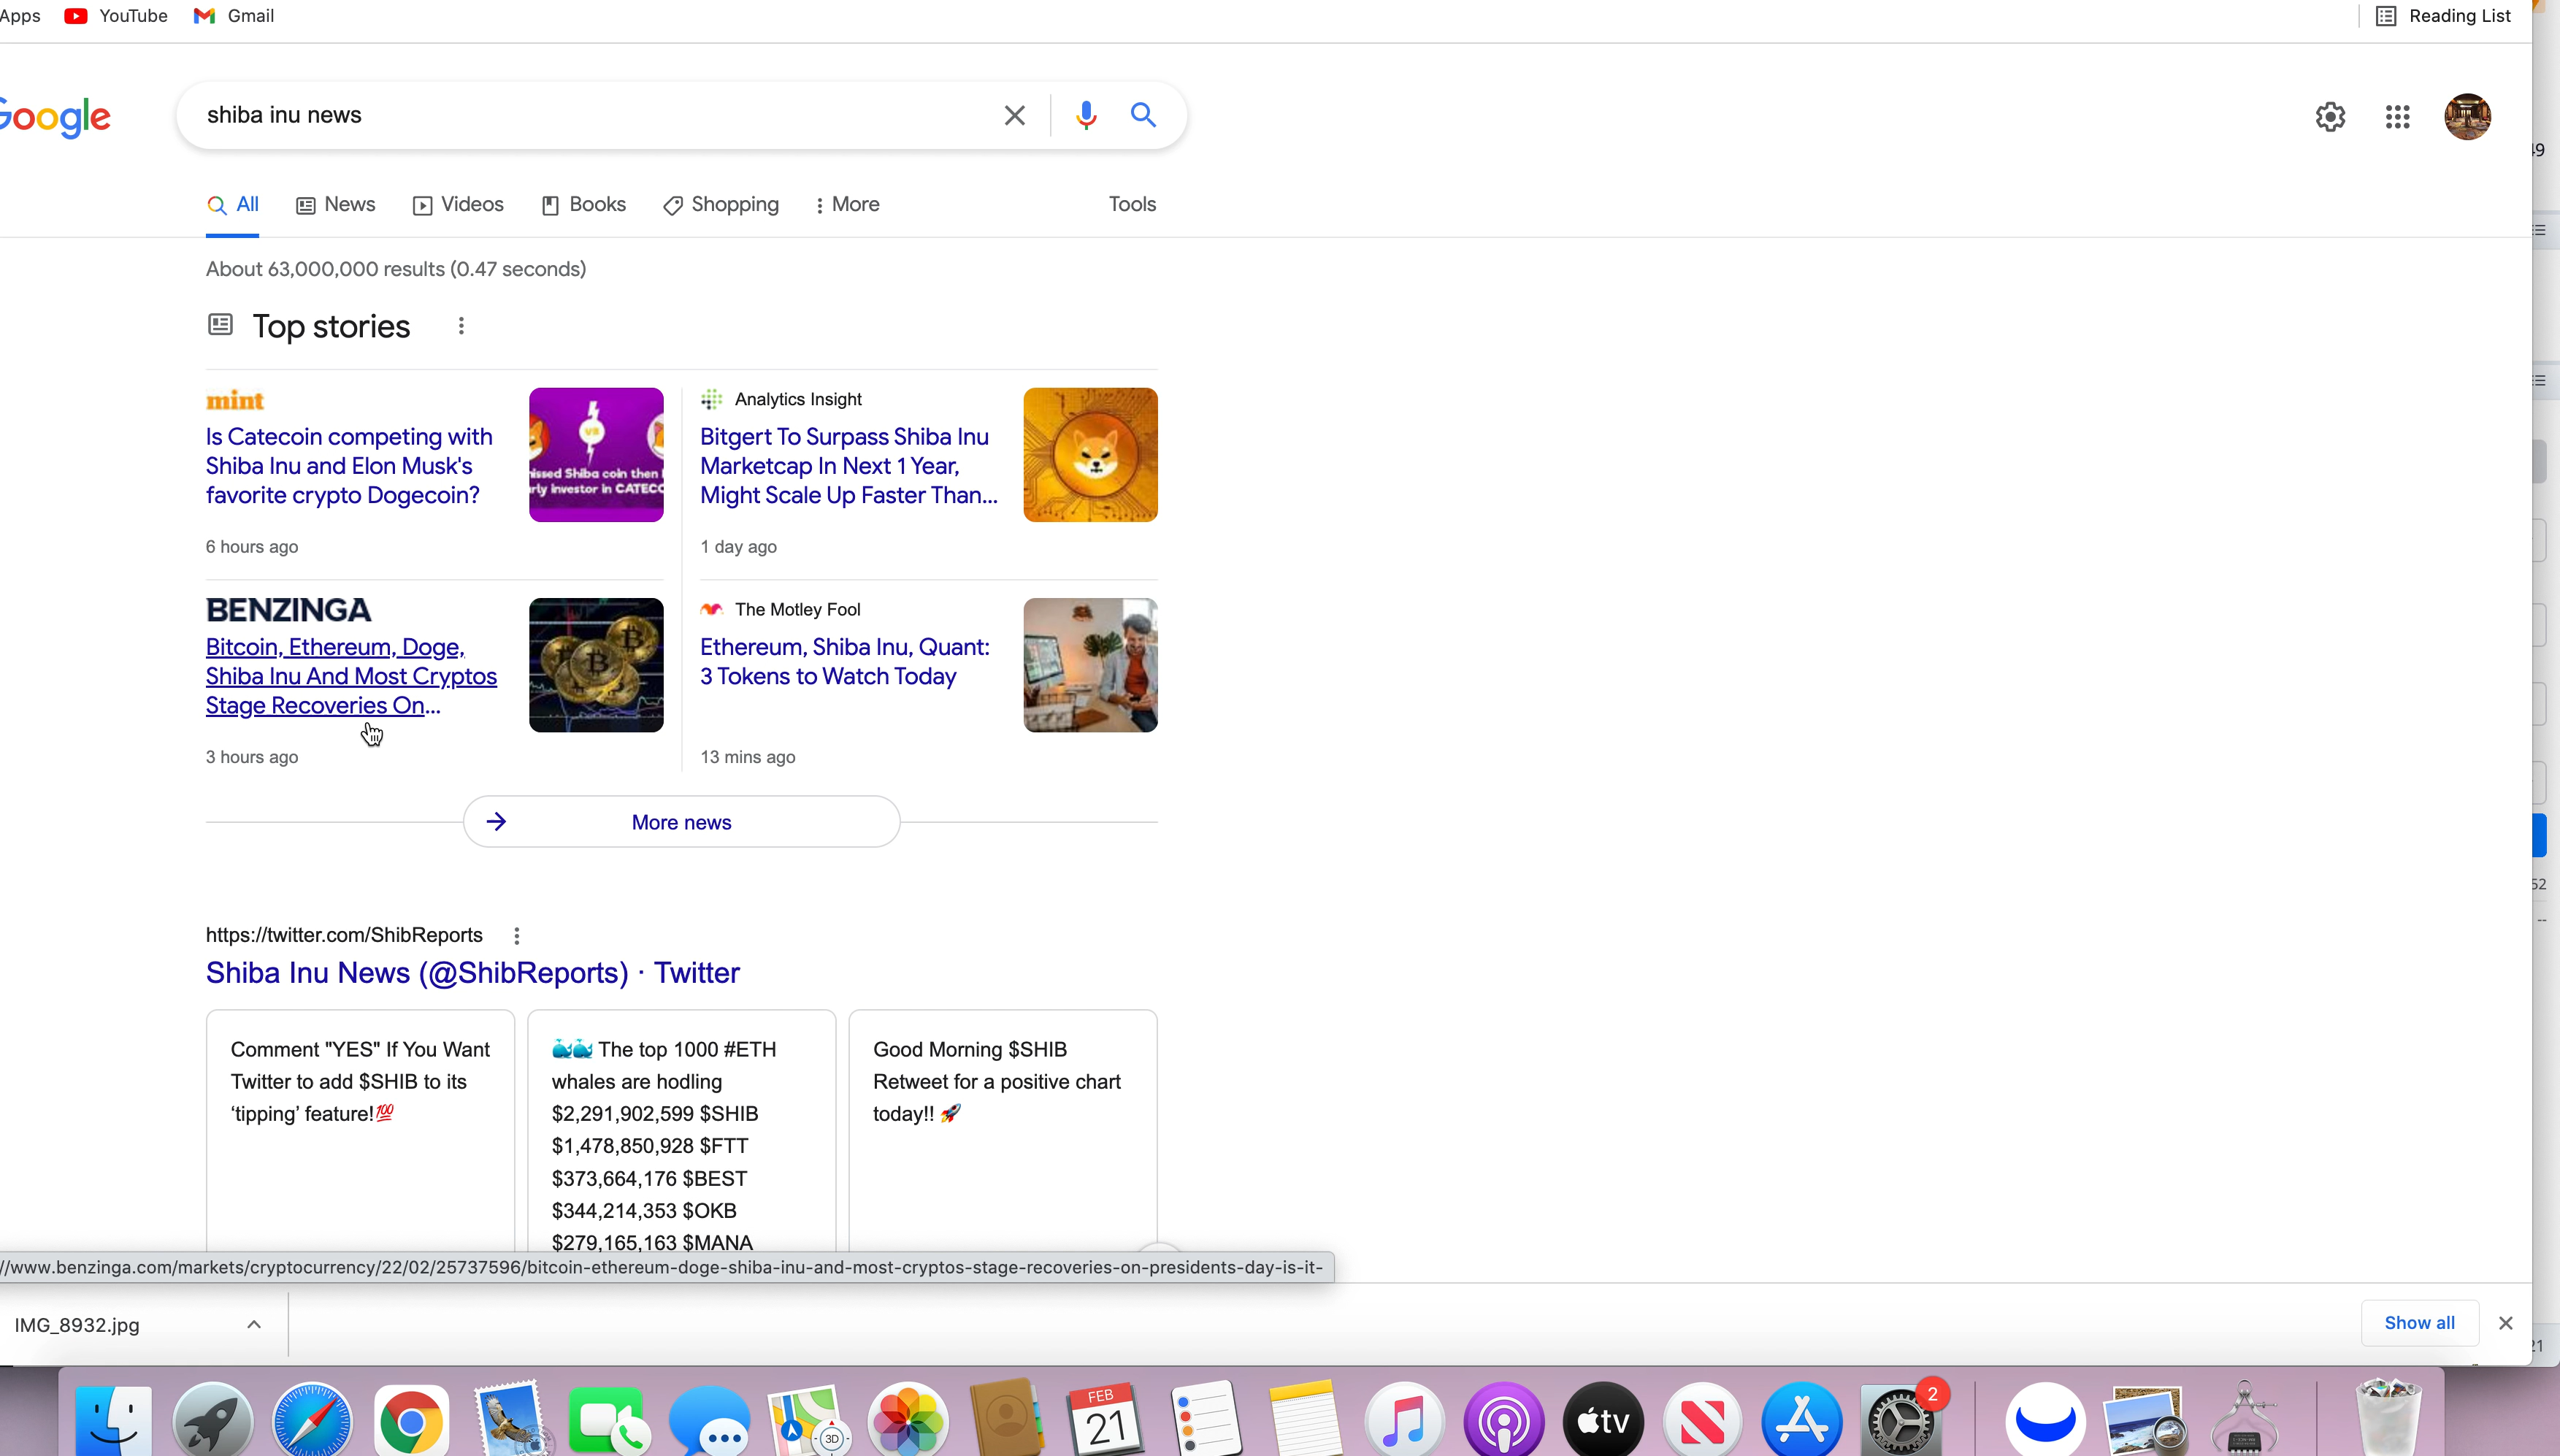 Apps YouTube Gmail Reading List
Google
shiba inu news
All News Videos Books Shopping More Tools
About 63,000,000 results (0.47 seconds)
Top stories
mint
Is Catecoin competing with
Shiba Inu and Elon Musk's
favorite crypto Dogecoin?
6 hours ago
Analytics Insight
Bitgert To Surpass Shiba Inu
Marketcap In Next 1 Year,
Might Scale Up Faster Than...
1 day ago
BENZINGA
Bitcoin, Ethereum, Doge,
Shiba Inu And Most Cryptos
Stage Recoveries On...
3 hours ago
The Motley Fool
Ethereum, Shiba Inu, Quant:
3 Tokens to Watch Today
13 mins ago
More news
https://twitter.com/ShibReports
Shiba Inu News (@ShibReports) · Twitter
Comment "YES" If You Want
Twitter to add $SHIB to its
‘tipping’ feature!💯
🐳🐳 The top 1000 #ETH
whales are hodling
$2,291,902,599 $SHIB
$1,478,850,928 $FTT
$373,664,176 $BEST
$344,214,353 $OKB
$279,165,163 $MANA
Good Morning $SHIB
Retweet for a positive chart
today!! 🚀
//www.benzinga.com/markets/cryptocurrency/22/02/25737596/bitcoin-ethereum-doge-shiba-inu-and-most-cryptos-stage-recoveries-on-presidents-day-is-it-
IMG_8932.jpg
Show all
FEB
21
3D
tv
2